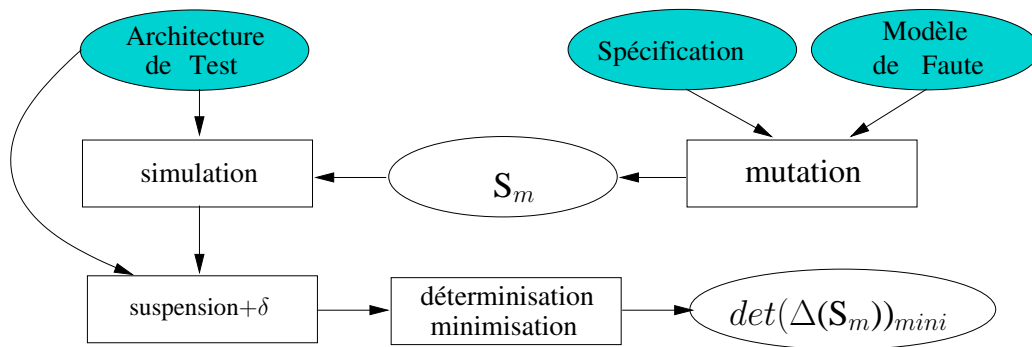 Architecture
de Test
Spécification
Modèle
de Faute
simulation
S_m
mutation
suspension+δ
déterminisation
minimisation
det(Δ(S_m))_mini